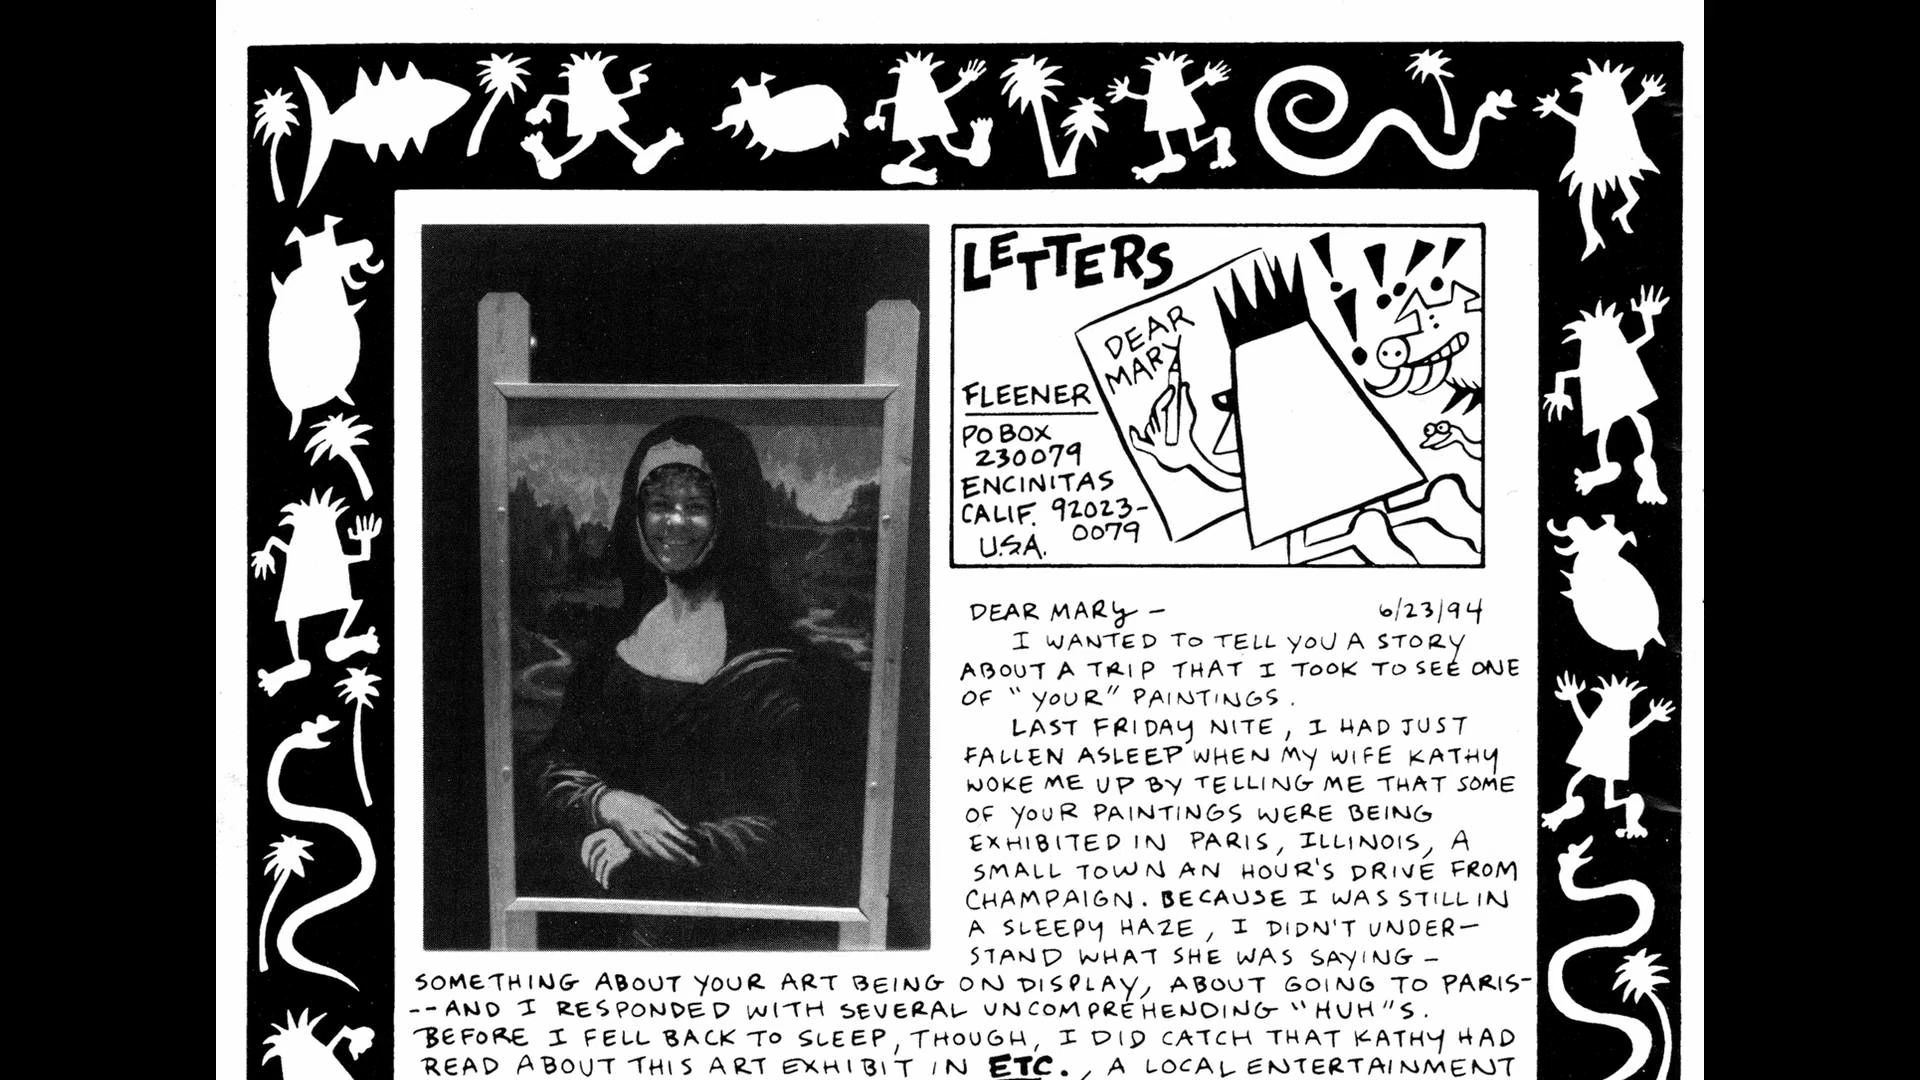 LETTERS
DEAR
MARY
FLEENER
PO BOX
230079
ENCINITAS
CALIF. 92023-
0079
U.S.A.
DEAR MARY – 6/23/94
I WANTED TO TELL YOU A STORY
ABOUT A TRIP THAT I TOOK TO SEE ONE
OF "YOUR" PAINTINGS.
LAST FRIDAY NITE, I HAD JUST
FALLEN ASLEEP WHEN MY WIFE KATHY
WOKE ME UP BY TELLING ME THAT SOME
OF YOUR PAINTINGS WERE BEING
EXHIBITED IN PARIS, ILLINOIS, A
SMALL TOWN AN HOUR'S DRIVE FROM
CHAMPAIGN. BECAUSE I WAS STILL IN
A SLEEPY HAZE, I DIDN'T UNDER–
STAND WHAT SHE WAS SAYING –
SOMETHING ABOUT YOUR ART BEING ON DISPLAY, ABOUT GOING TO PARIS-
--AND I RESPONDED WITH SEVERAL UNCOMPREHENDING "HUH"S.
BEFORE I FELL BACK TO SLEEP, THOUGH, I DID CATCH THAT KATHY HAD
READ ABOUT THIS ART EXHIBIT IN ETC., A LOCAL ENTERTAINMENT